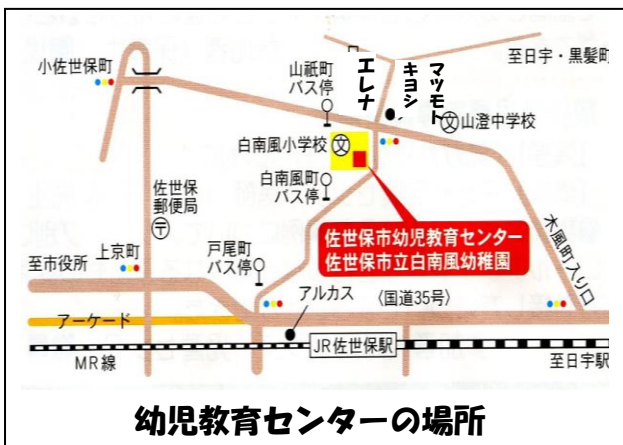 小佐世保町
山祇町
バス停
エレナ
マツモト
キヨシ
至日宇・黒髪町
文 山澄中学校
白南風小学校 文
白南風町
バス停
佐世保
郵便局
〒
佐世保市幼児教育センター
佐世保市立白南風幼稚園
木風町入り口
上京町
戸尾町
バス停
至市役所
アルカス
〈国道35号〉
アーケード
JR佐世保駅
MR線
至日宇駅
幼児教育センターの場所